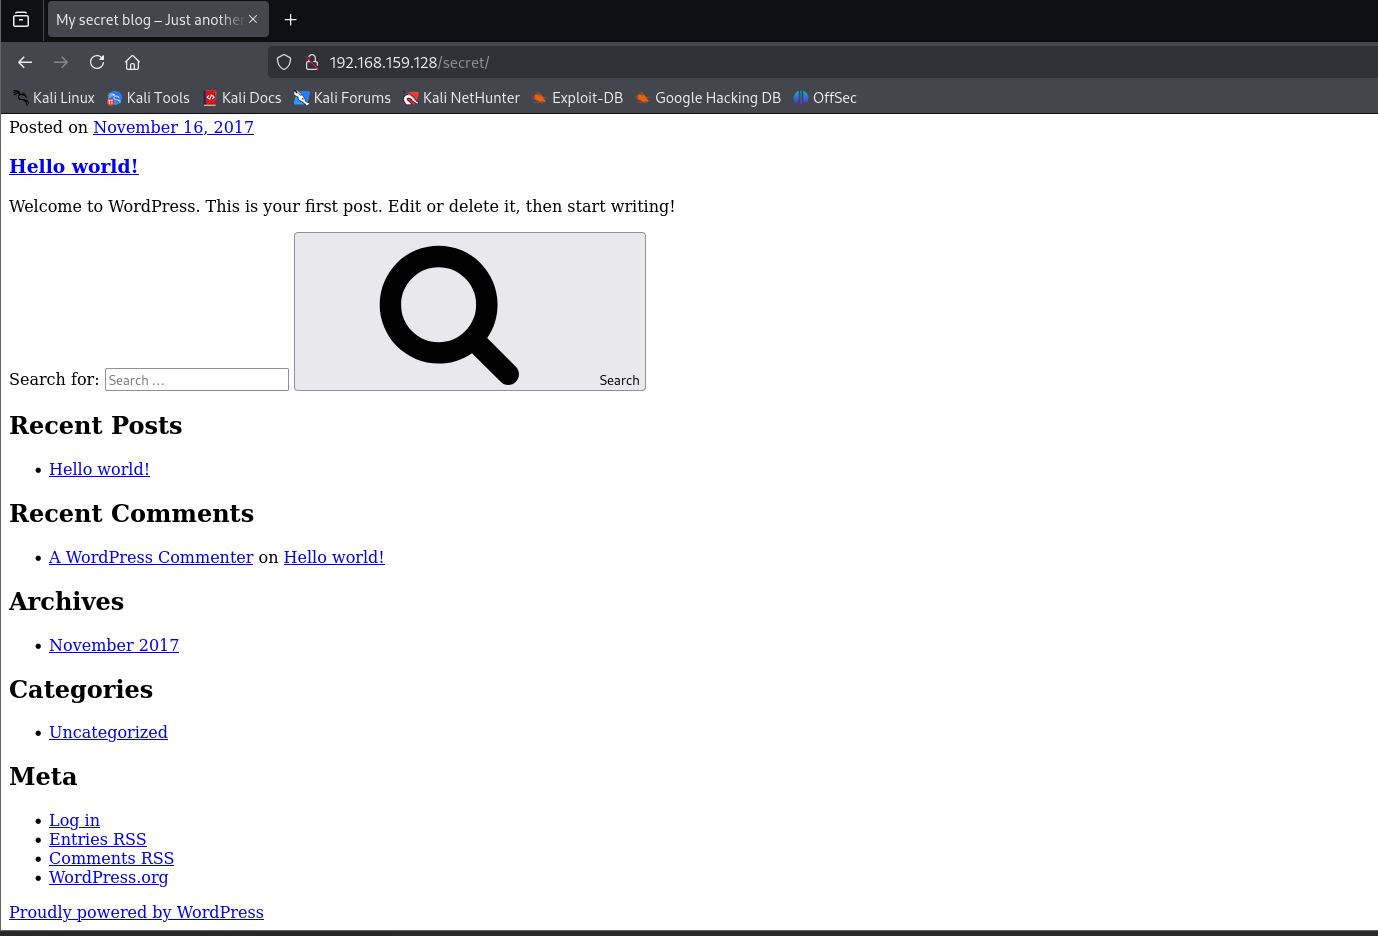 My secret blog – Just another
192.168.159.128/secret/
Kali Linux Kali Tools Kali Docs Kali Forums Kali NetHunter Exploit-DB Google Hacking DB OffSec
Posted on November 16, 2017
Hello world!
Welcome to WordPress. This is your first post. Edit or delete it, then start writing!
Search for: Search … Search
Recent Posts
Hello world!
Recent Comments
A WordPress Commenter on Hello world!
Archives
November 2017
Categories
Uncategorized
Meta
Log in
Entries RSS
Comments RSS
WordPress.org
Proudly powered by WordPress